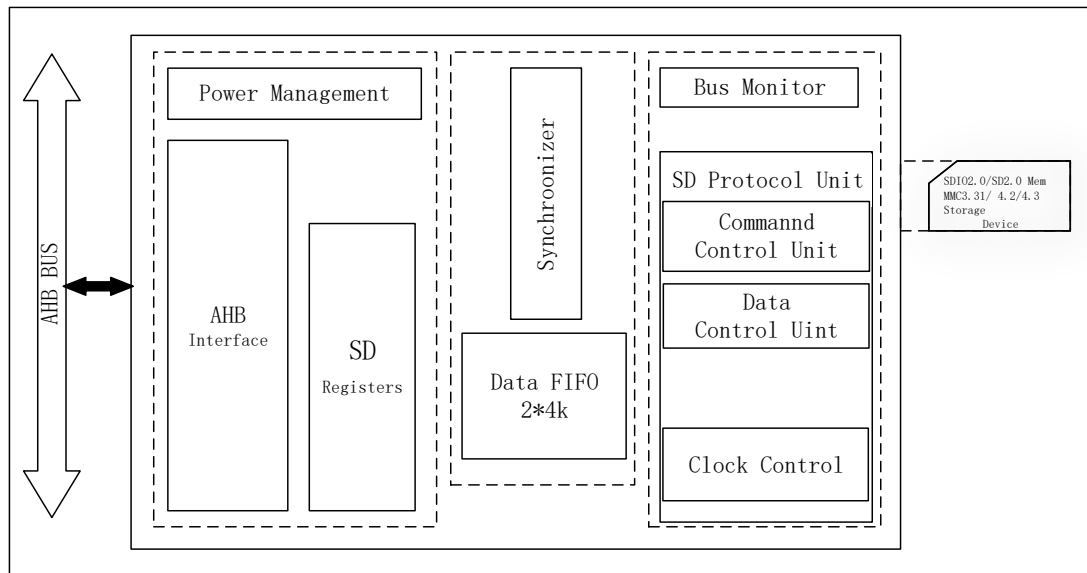 AHB BUS
Power Management
AHB
Interface
SD
Registers
Synchroonizer
Data FIFO
2*4k
Bus Monitor
SD Protocol Unit
Commannd
Control Unit
Data
Control Uint
Clock Control
SDIO2.0/SD2.0 Mem
MMC3.31/ 4.2/4.3
Storage
Device